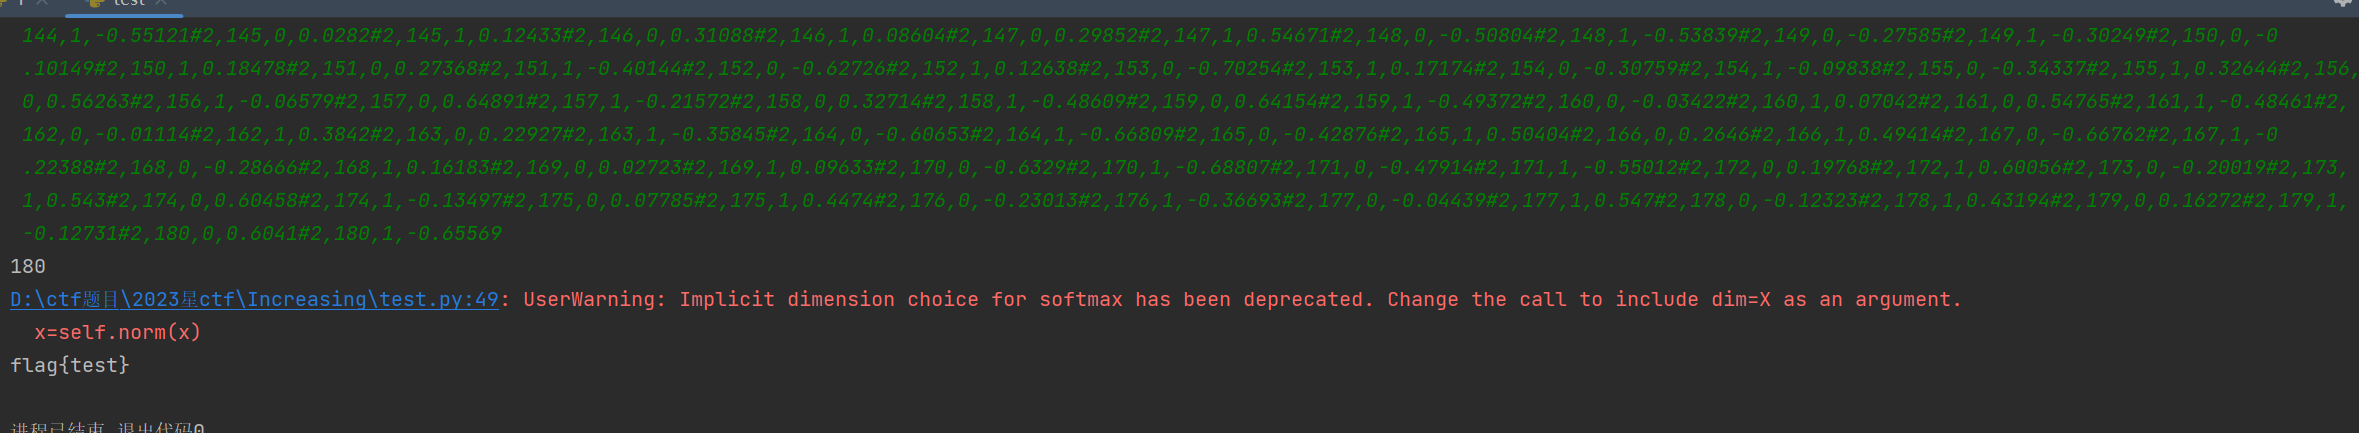 test
144,1,-0.55121#2,145,0,0.0282#2,145,1,0.12433#2,146,0,0.31088#2,146,1,0.08604#2,147,0,0.29852#2,147,1,0.54671#2,148,0,-0.50804#2,148,1,-0.53839#2,149,0,-0.27585#2,149,1,-0.30249#2,150,0,-0
.10149#2,150,1,0.18478#2,151,0,0.27368#2,151,1,-0.40144#2,152,0,-0.62726#2,152,1,0.12638#2,153,0,-0.70254#2,153,1,0.17174#2,154,0,-0.30759#2,154,1,-0.09838#2,155,0,-0.34337#2,155,1,0.32644#2,156,
0,0.56263#2,156,1,-0.06579#2,157,0,0.64891#2,157,1,-0.21572#2,158,0,0.32714#2,158,1,-0.48609#2,159,0,0.64154#2,159,1,-0.49372#2,160,0,-0.03422#2,160,1,0.07042#2,161,0,0.54765#2,161,1,-0.48461#2,
162,0,-0.01114#2,162,1,0.3842#2,163,0,0.22927#2,163,1,-0.35845#2,164,0,-0.60653#2,164,1,-0.66809#2,165,0,-0.42876#2,165,1,0.50404#2,166,0,0.2646#2,166,1,0.49414#2,167,0,-0.66762#2,167,1,-0
.22388#2,168,0,-0.28666#2,168,1,0.16183#2,169,0,0.02723#2,169,1,0.09633#2,170,0,-0.6329#2,170,1,-0.68807#2,171,0,-0.47914#2,171,1,-0.55012#2,172,0,0.19768#2,172,1,0.60056#2,173,0,-0.20019#2,173,
1,0.543#2,174,0,0.60458#2,174,1,-0.13497#2,175,0,0.07785#2,175,1,0.4474#2,176,0,-0.23013#2,176,1,-0.36693#2,177,0,-0.04439#2,177,1,0.547#2,178,0,-0.12323#2,178,1,0.43194#2,179,0,0.16272#2,179,1,
-0.12731#2,180,0,0.6041#2,180,1,-0.65569
180
D:\ctf题目\2023星ctf\Increasing\test.py:49: UserWarning: Implicit dimension choice for softmax has been deprecated. Change the call to include dim=X as an argument.
x=self.norm(x)
flag{test}
进程已结束,退出代码0